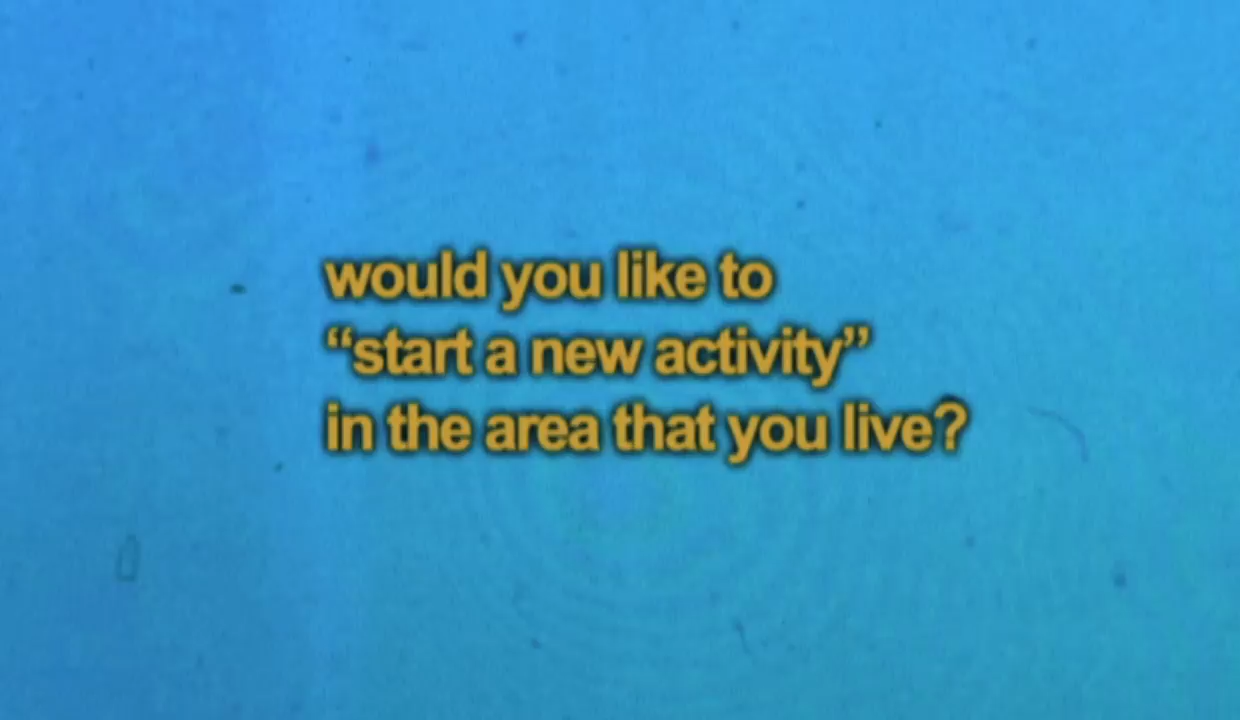 would you like to
“start a new activity”
in the area that you live?